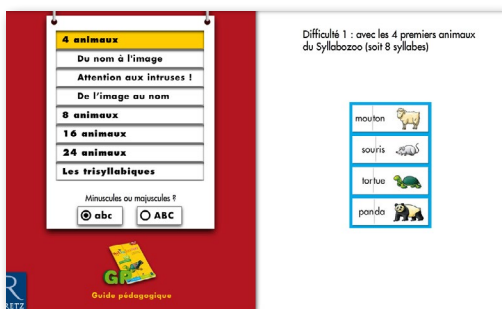 4 animaux
Du nom à l'image
Attention aux intruses !
De l'image au nom
8 animaux
16 animaux
24 animaux
Les trisyllabiques
Minuscules ou majuscules ?
abc
ABC
GP
Guide pédagogique
R
RETZ
Difficulté 1 : avec les 4 premiers animaux
du Syllabozoo (soit 8 syllabes)
mouton
souris
tortue
panda